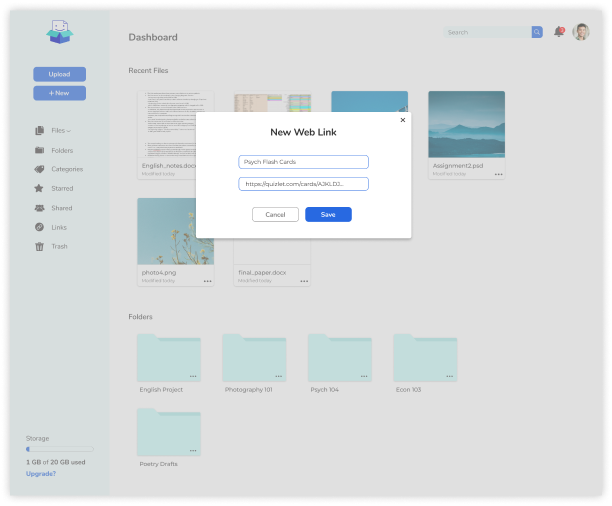 Dashboard
Search
Upload
+ New
Files
Folders
Categories
Starred
Shared
Links
Trash
Storage
1 GB of 20 GB used
Upgrade?
Recent Files
English_notes.docx
Modified today
Assignment2.psd
Modified today
photo4.png
Modified today
final_paper.docx
Modified today
New Web Link
Psych Flash Cards
https://quizlet.com/cards/AJKLDJ...
Cancel
Save
Folders
English Project
Photography 101
Psych 104
Econ 103
Poetry Drafts